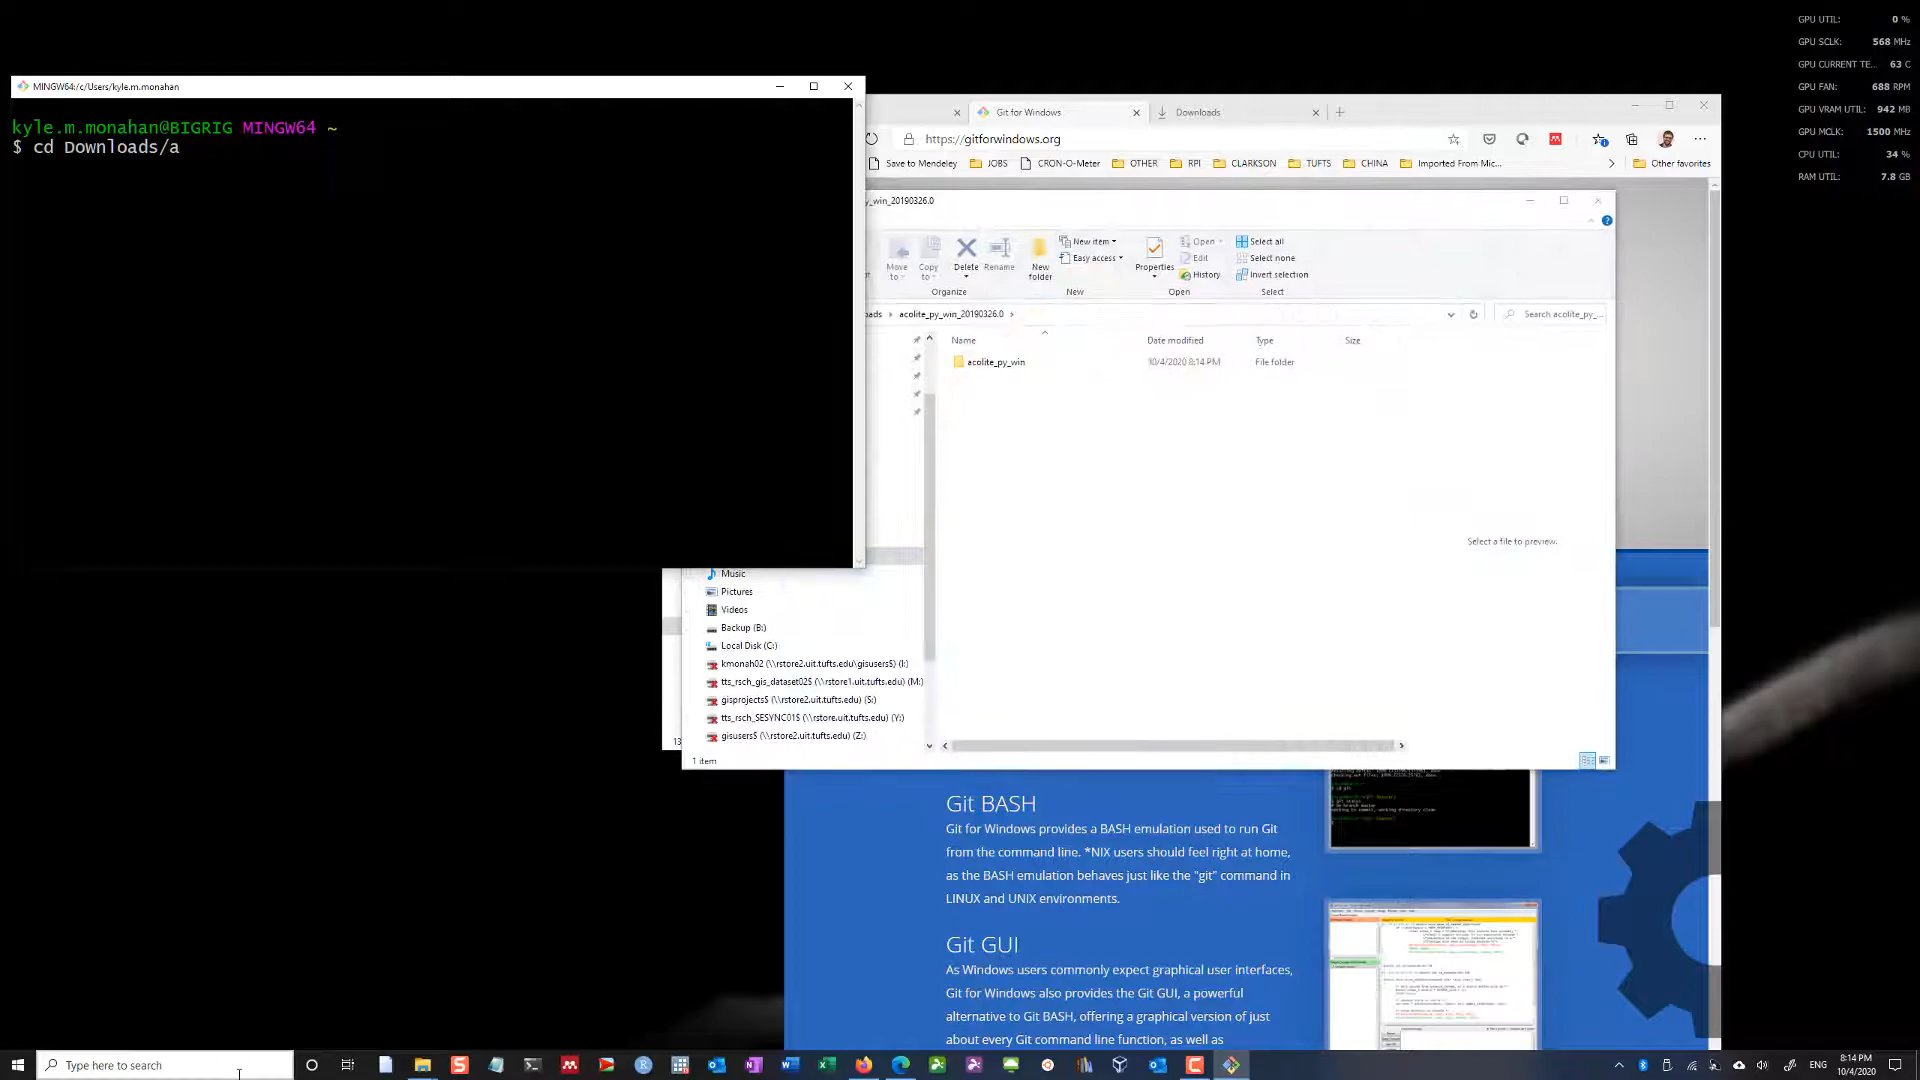 GPU UTIL: 0 %
GPU SCLK: 568 MHz
GPU CURRENT TE... 63 C
GPU FAN: 688 RPM
GPU VRAM UTIL: 942 MB
GPU MCLK: 1500 MHz
CPU UTIL: 34 %
RAM UTIL: 7.8 GB
MINGW64:/c/Users/kyle.m.monahan
kyle.m.monahan@BIGRIG MINGW64 ~
$ cd Downloads/a
Git for Windows
Downloads
https://gitforwindows.org
Save to Mendeley
JOBS
CRON-O-Meter
OTHER
RPI
CLARKSON
TUFTS
CHINA
Imported From Mic...
Other favorites
y_win_20190326.0
Move to
Copy to
Delete
Rename
New folder
New item
Easy access
Properties
Open
Edit
History
Select all
Select none
Invert selection
Organize
New
Open
Select
ads > acolite_py_win_20190326.0 >
Search acolite_py_...
Name
Date modified
Type
Size
acolite_py_win
10/4/2020 8:14 PM
File folder
Select a file to preview.
Music
Pictures
Videos
Backup (B:)
Local Disk (C:)
kmonah02 (\\rstore2.uit.tufts.edu\gisusers$) (I:)
tts_rsch_gis_dataset02$ (\\rstore1.uit.tufts.edu) (M:)
gisprojects$ (\\rstore2.uit.tufts.edu) (S:)
tts_rsch_SESYNC01$ (\\rstore.uit.tufts.edu) (Y:)
gisusers$ (\\rstore2.uit.tufts.edu) (Z:)
13
1 item
Git BASH
Git for Windows provides a BASH emulation used to run Git
from the command line. *NIX users should feel right at home,
as the BASH emulation behaves just like the "git" command in
LINUX and UNIX environments.
Git GUI
As Windows users commonly expect graphical user interfaces,
Git for Windows also provides the Git GUI, a powerful
alternative to Git BASH, offering a graphical version of just
about every Git command line function, as well as
Type here to search
ENG
8:14 PM
10/4/2020